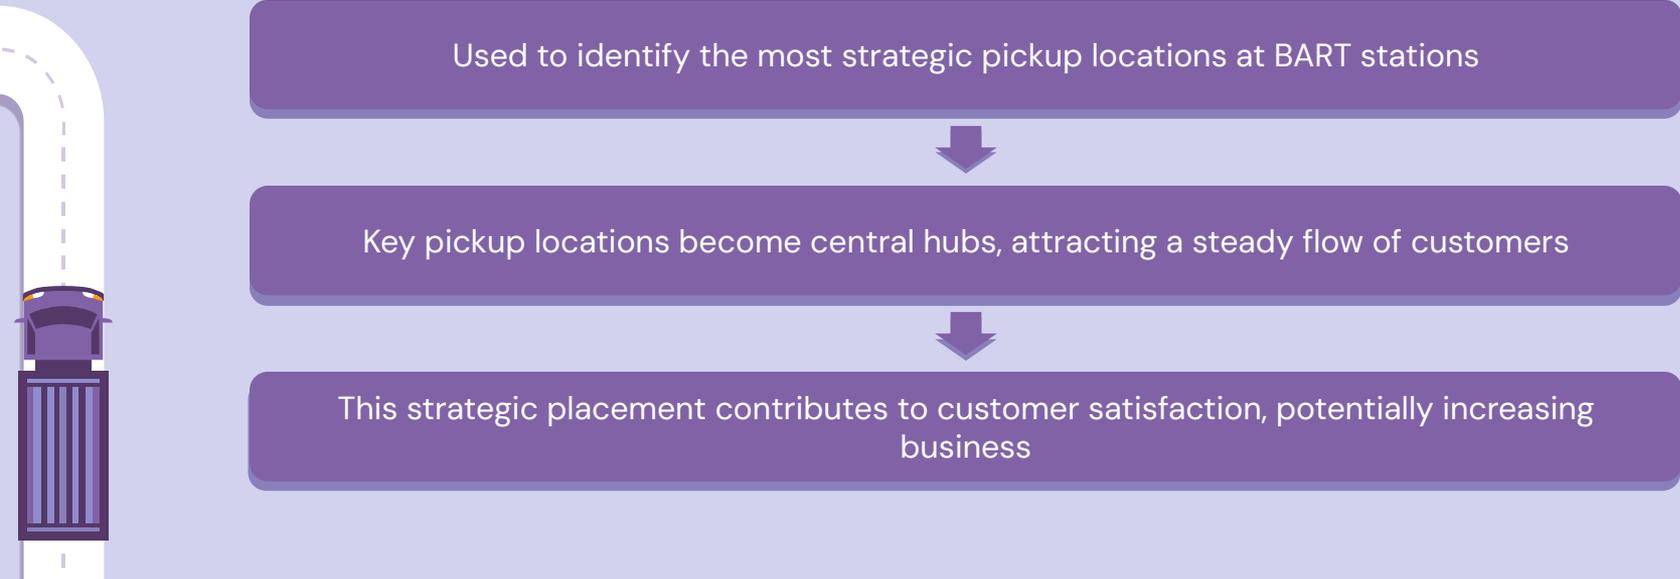 Used to identify the most strategic pickup locations at BART stations
Key pickup locations become central hubs, attracting a steady flow of customers
This strategic placement contributes to customer satisfaction, potentially increasing
business